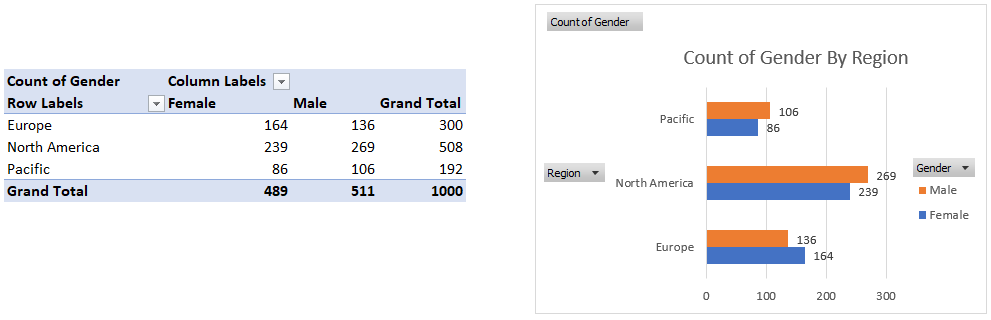 Count of Gender Column Labels
Row Labels Female Male Grand Total
Europe 164 136 300
North America 239 269 508
Pacific 86 106 192
Grand Total 489 511 1000
Count of Gender
Count of Gender By Region
Pacific 106
86
Region
North America 269
239
Europe 136
164
0 100 200 300
Gender
Male
Female